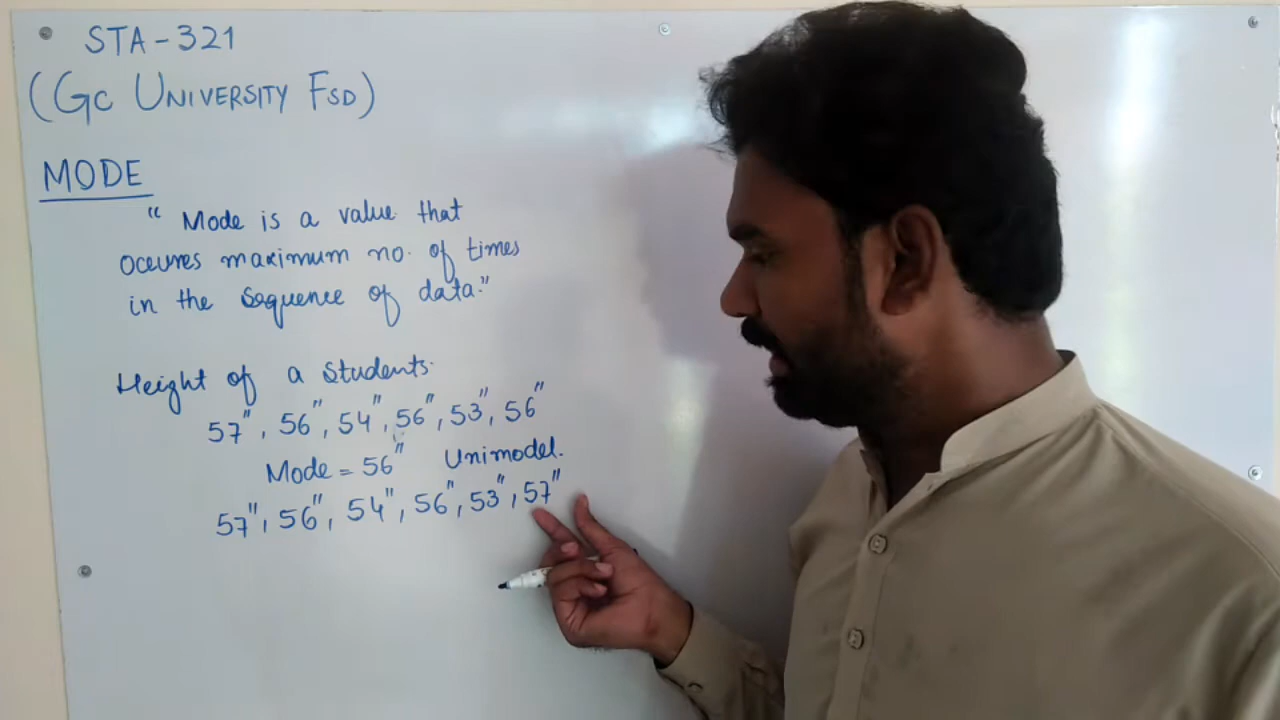 STA-321
(GC UNIVERSITY FSD)
MODE
" Mode is a value that
occures maximum no. of times
in the sequence of data."
Height of a Students.
57", 56", 54", 56", 53", 56"
Mode = 56" Unimodel.
57", 56", 54", 56", 53", 57"